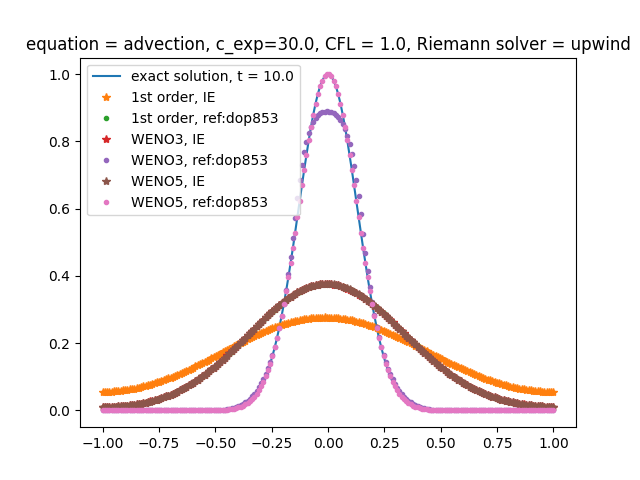 equation = advection, c_exp=30.0, CFL = 1.0, Riemann solver = upwind
exact solution, t = 10.0
1st order, IE
1st order, ref:dop853
WENO3, IE
WENO3, ref:dop853
WENO5, IE
WENO5, ref:dop853
1.0
0.8
0.6
0.4
0.2
0.0
−1.00 −0.75 −0.50 −0.25 0.00 0.25 0.50 0.75 1.00